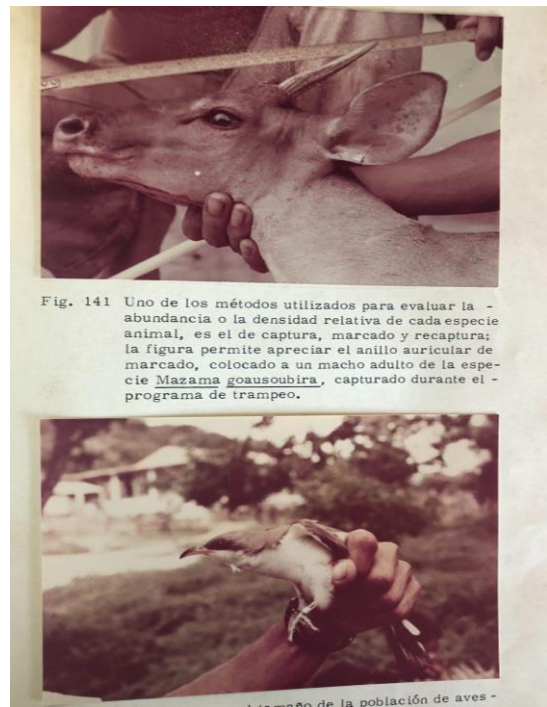 Fig. 141 Uno de los métodos utilizados para evaluar la -
abundancia o la densidad relativa de cada especie
animal, es el de captura, marcado y recaptura;
la figura permite apreciar el anillo auricular de
marcado, colocado a un macho adulto de la espe-
cie Mazama goausoubira, capturado durante el -
programa de trampeo.
tamaño de la población de aves -